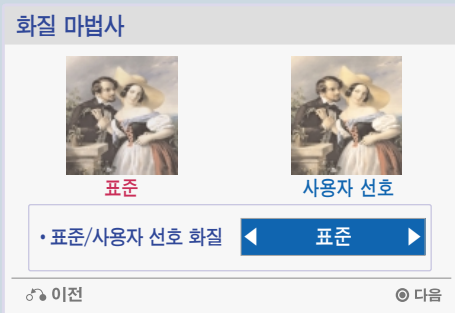 화질 마법사
표준 사용자 선호
• 표준/사용자 선호 화질 표준
이전 다음